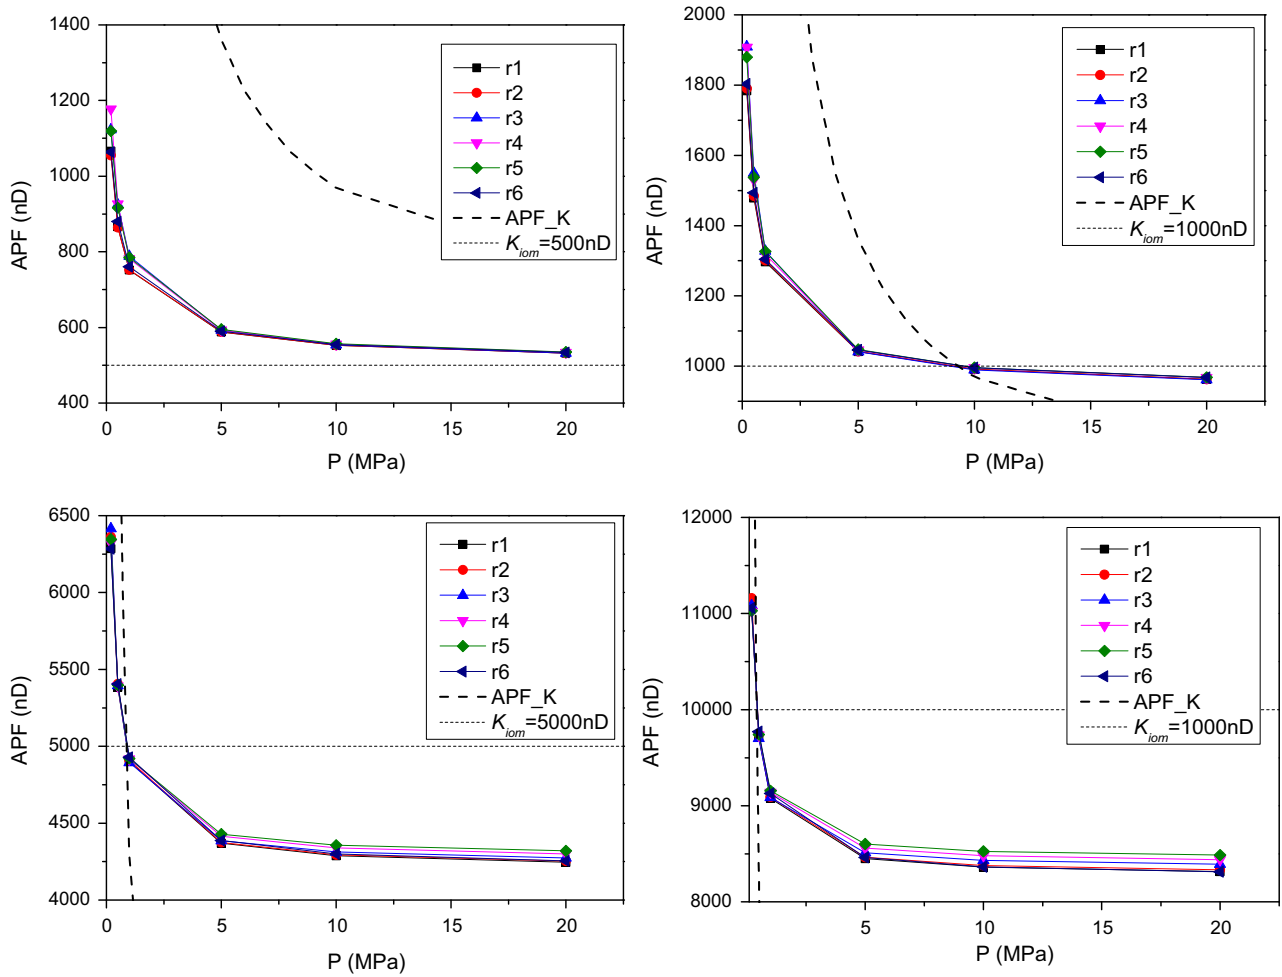 1400
1200
1000
800
600
400
0
5
10
15
20
APF (nD)
P (MPa)
r1
r2
r3
r4
r5
r6
APF_K
K_iom=500nD
2000
1800
1600
1400
1200
1000
0
5
10
15
20
APF (nD)
P (MPa)
r1
r2
r3
r4
r5
r6
APF_K
K_iom=1000nD
6500
6000
5500
5000
4500
4000
0
5
10
15
20
APF (nD)
P (MPa)
r1
r2
r3
r4
r5
r6
APF_K
K_iom=5000nD
12000
11000
10000
9000
8000
5
10
15
20
APF (nD)
P (MPa)
r1
r2
r3
r4
r5
r6
APF_K
K_iom=1000nD